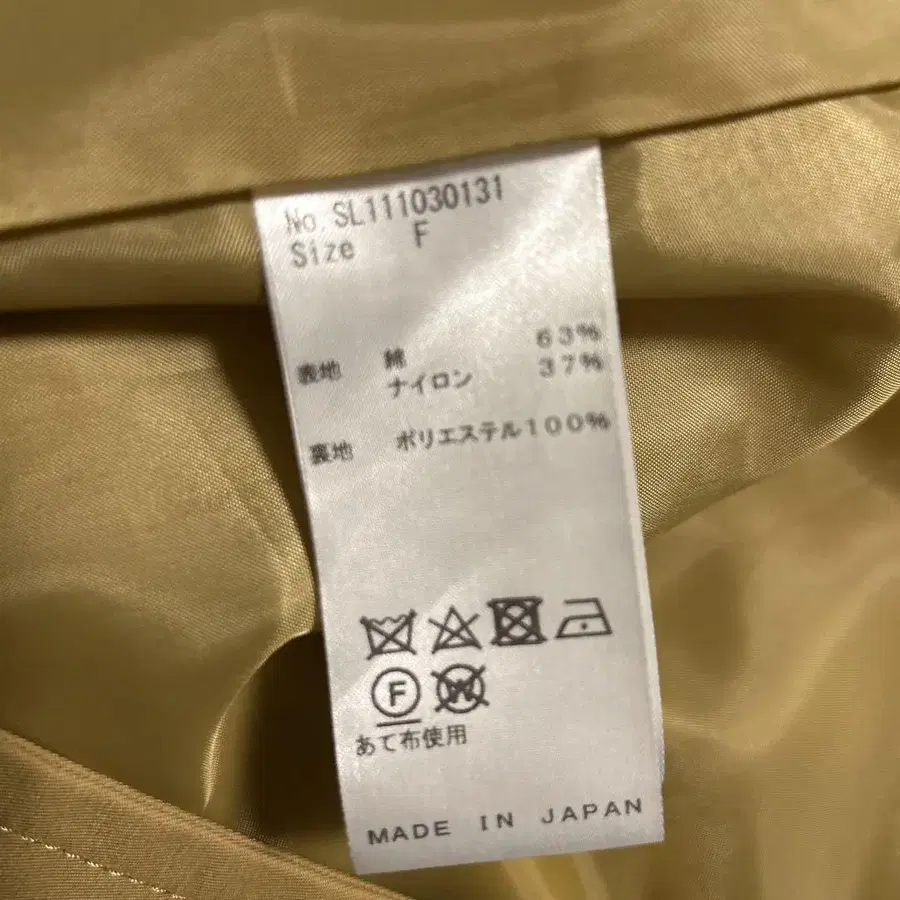 No. SL111030131
Size F
表地 綿 63%
ナイロン 37%
裏地 ポリエステル100%
F
W
あて布使用
MADE IN JAPAN